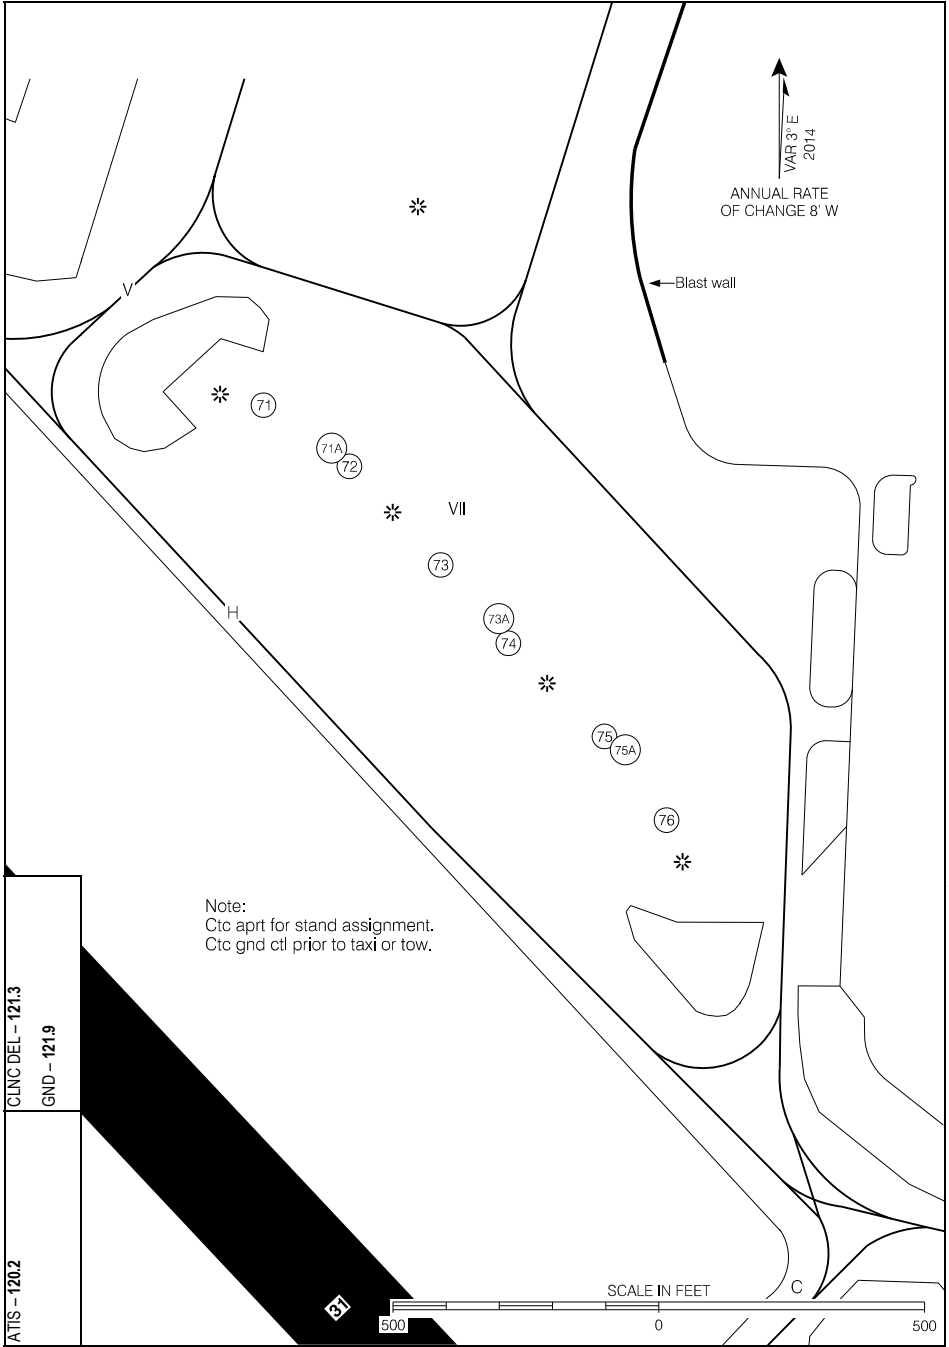 VAR 3° E
2014
ANNUAL RATE
OF CHANGE 8' W
Blast wall
V
71
71A
72
VII
73
H
73A
74
75
75A
76
Note:
Ctc aprt for stand assignment.
Ctc gnd ctl prior to taxi or tow.
CLNC DEL – 121.3
GND – 121.9
ATIS – 120.2
31
SCALE IN FEET
C
500
0
500